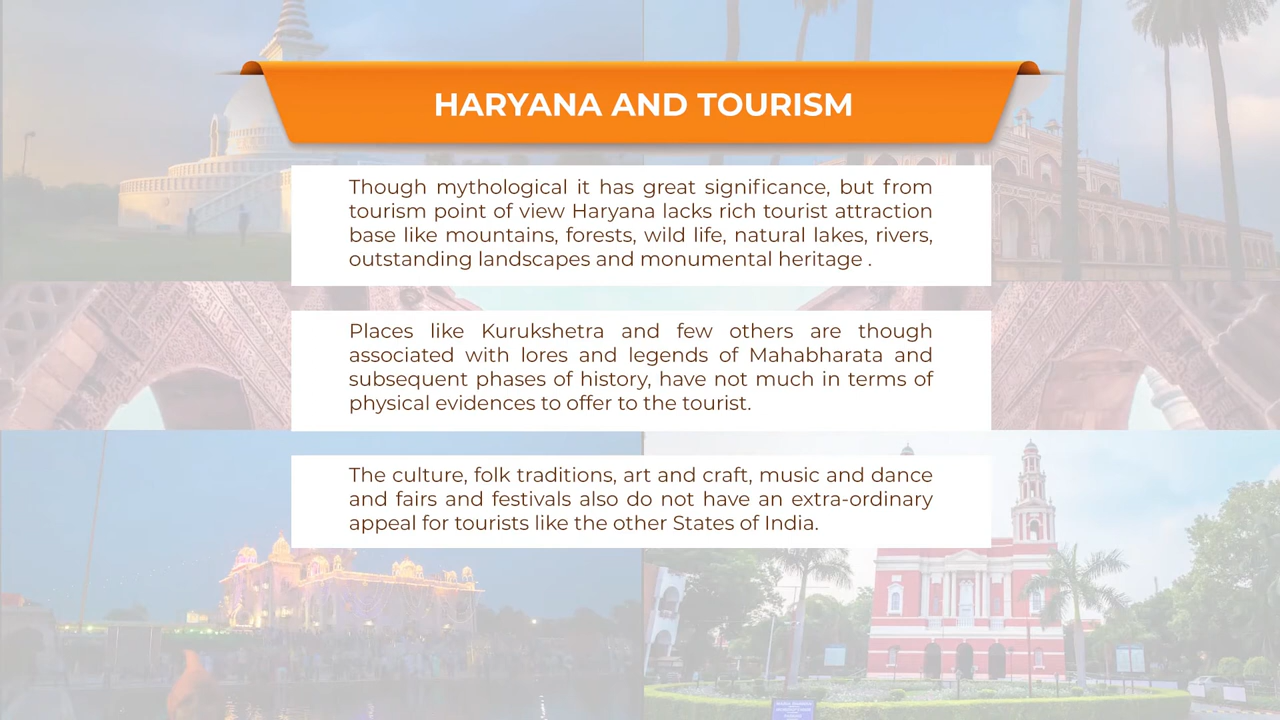 HARYANA AND TOURISM
Though mythological it has great significance, but from
tourism point of view Haryana lacks rich tourist attraction
base like mountains, forests, wild life, natural lakes, rivers,
outstanding landscapes and monumental heritage .
Places like Kurukshetra and few others are though
associated with lores and legends of Mahabharata and
subsequent phases of history, have not much in terms of
physical evidences to offer to the tourist.
The culture, folk traditions, art and craft, music and dance
and fairs and festivals also do not have an extra-ordinary
appeal for tourists like the other States of India.